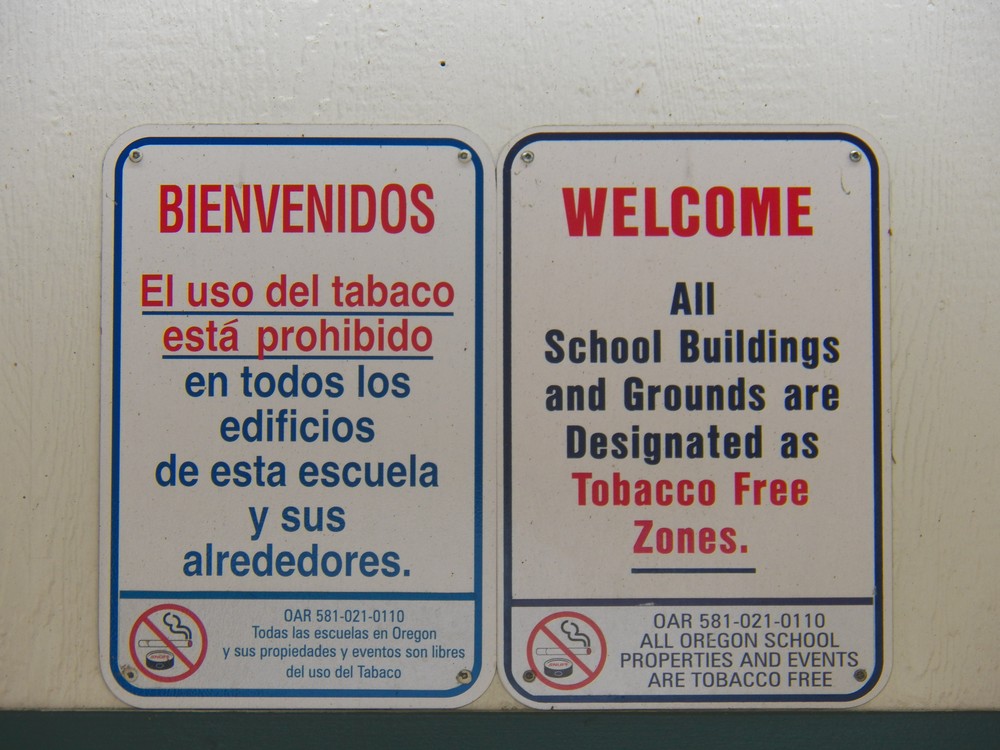 BIENVENIDOS
El uso del tabaco
está prohibido
en todos los
edificios
de esta escuela
y sus
alrededores.
OAR 581-021-0110
Todas las escuelas en Oregon
y sus propiedades y eventos son libres
del uso del Tabaco
WELCOME
All
School Buildings
and Grounds are
Designated as
Tobacco Free
Zones.
OAR 581-021-0110
ALL OREGON SCHOOL
PROPERTIES AND EVENTS
ARE TOBACCO FREE